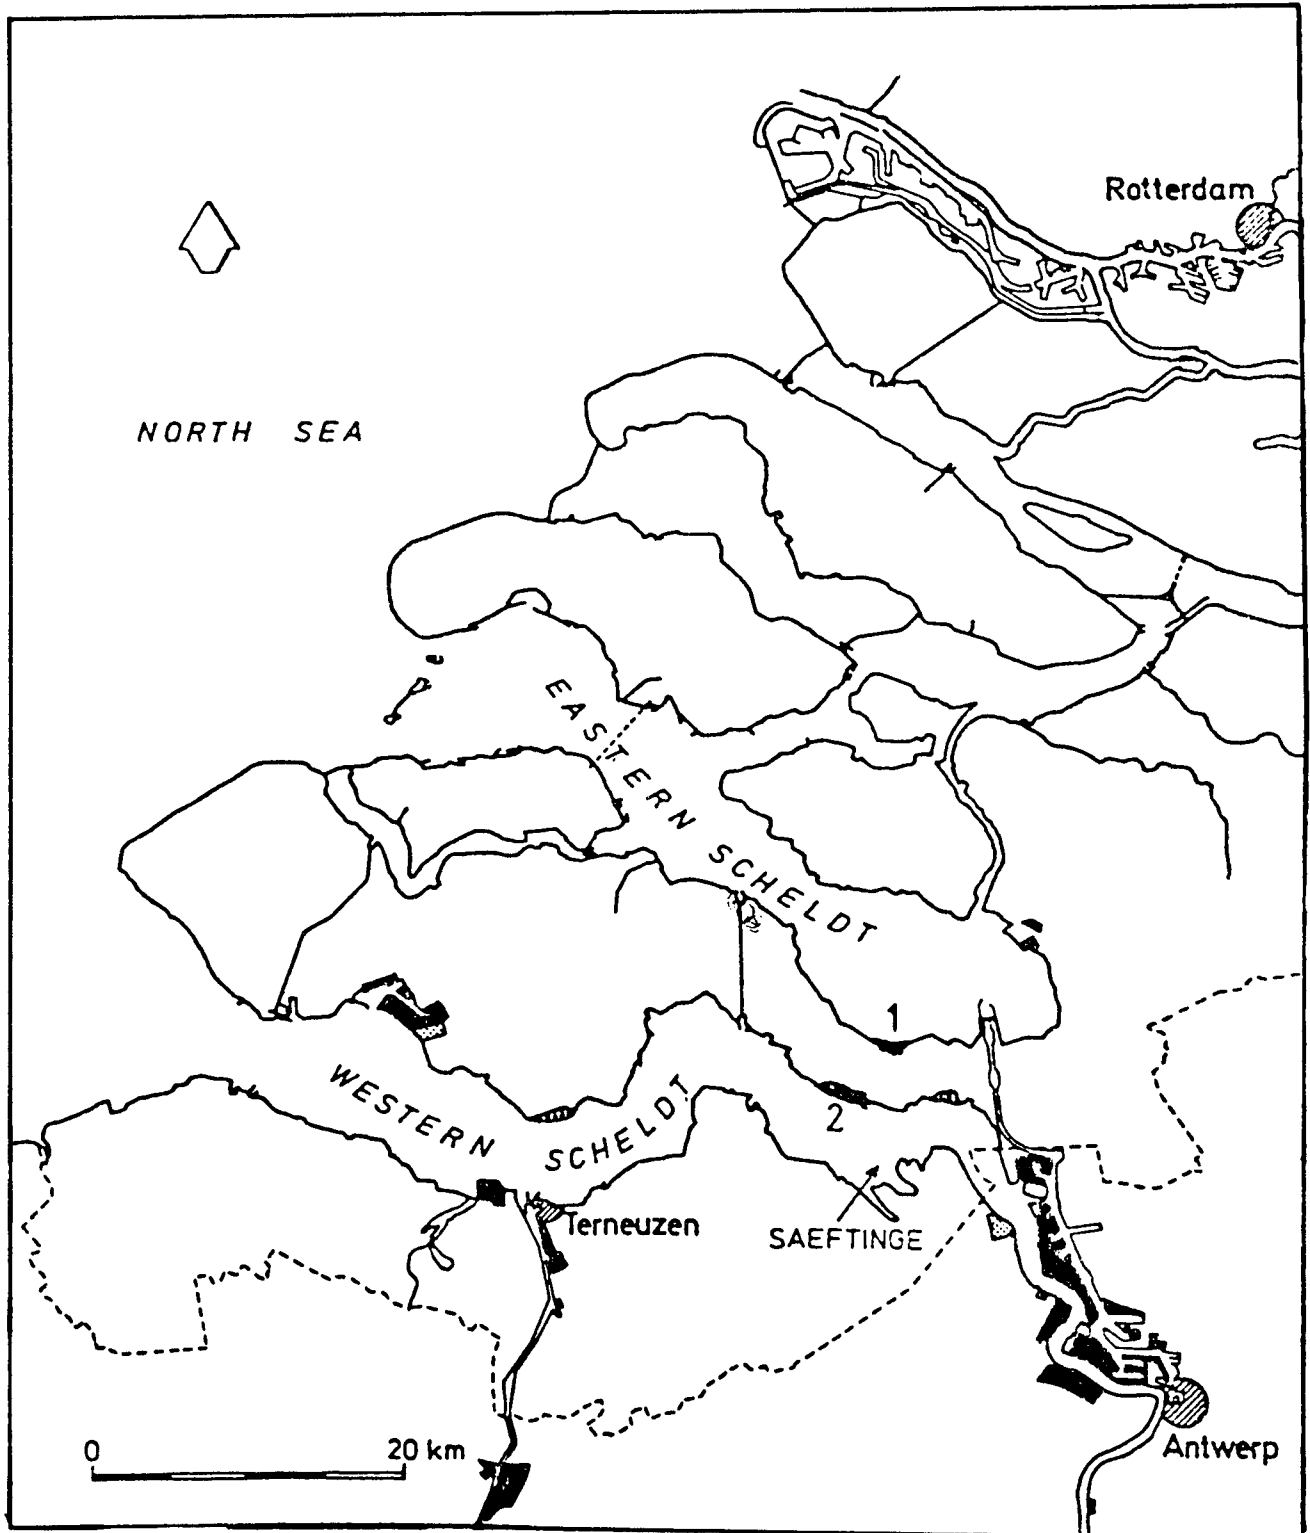 Rotterdam
NORTH SEA
EASTERN SCHELDT
1
WESTERN SCHELDT
2
Terneuzen
SAEFTINGE
0 20 km
Antwerp